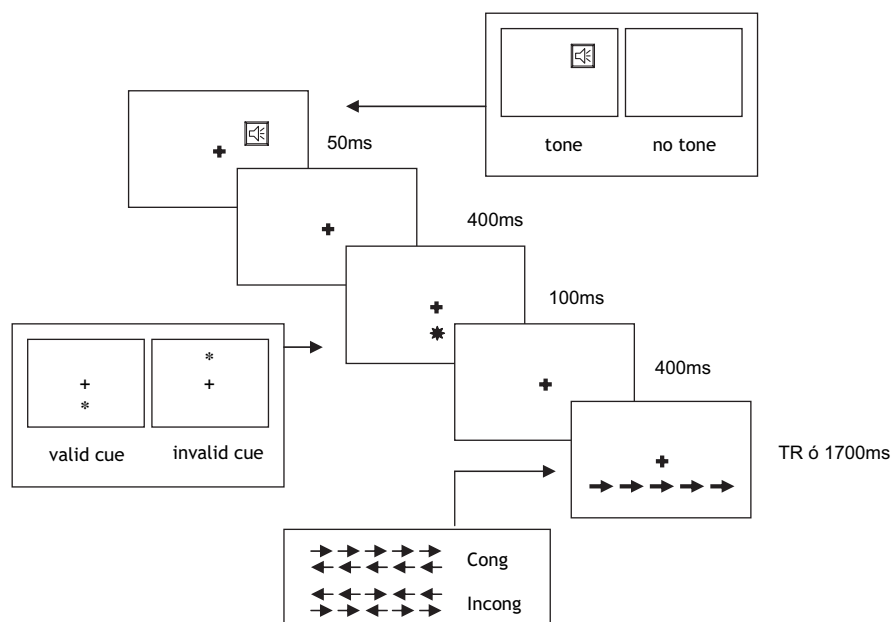 tone
no tone
50ms
400ms
100ms
400ms
+
*
*
+
valid cue
invalid cue
TR ó 1700ms
Cong
Incong